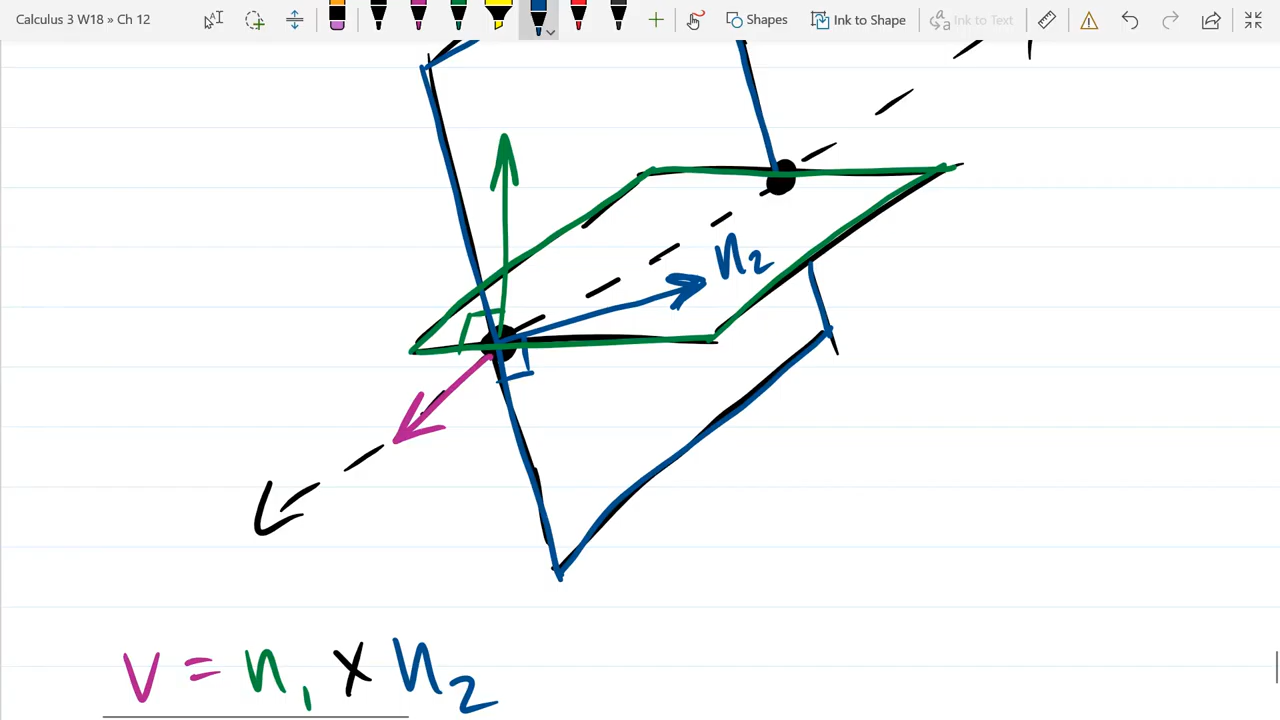 Calculus 3 W18 » Ch 12
Shapes
Ink to Shape
Ink to Text
n2
V = n1 × n2